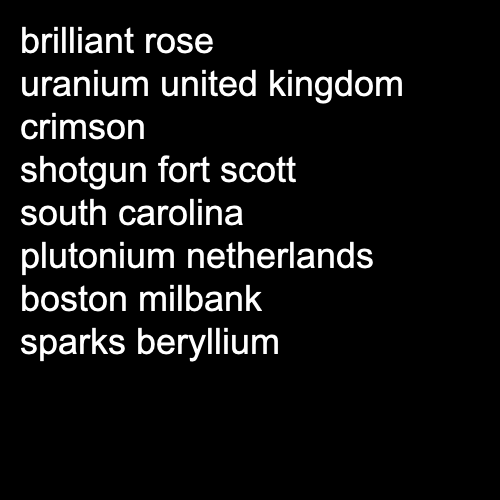 brilliant rose
uranium united kingdom
crimson
shotgun fort scott
south carolina
plutonium netherlands
boston milbank
sparks beryllium